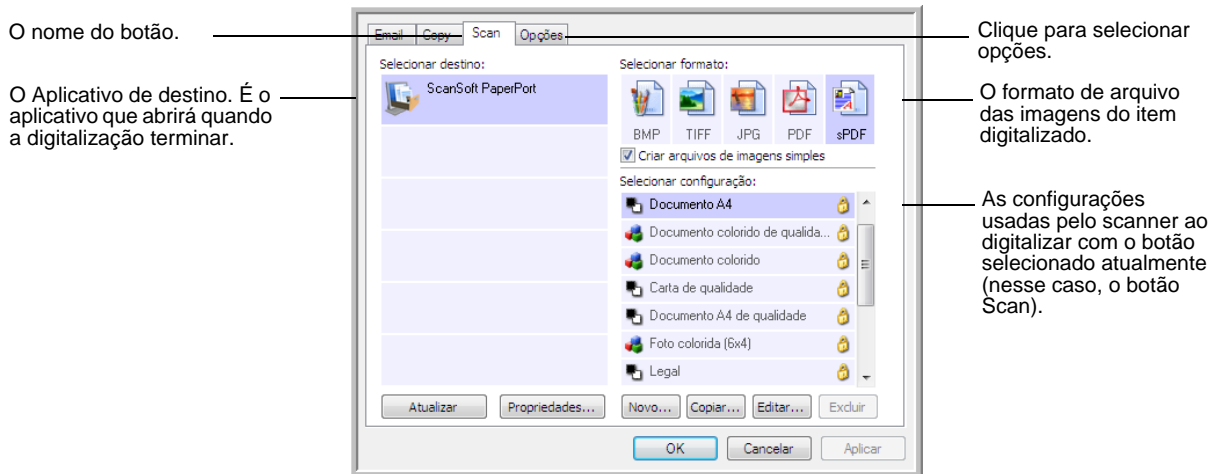 O nome do botão.
O Aplicativo de destino. É o
aplicativo que abrirá quando
a digitalização terminar.
Email
Copy
Scan
Opções
Selecionar destino:
ScanSoft PaperPort
Atualizar
Propriedades...
Selecionar formato:
BMP
TIFF
JPG
PDF
sPDF
Criar arquivos de imagens simples
Selecionar configuração:
Documento A4
Documento colorido de qualida...
Documento colorido
Carta de qualidade
Documento A4 de qualidade
Foto colorida (6x4)
Legal
Novo...
Copiar...
Editar...
Excluir
OK
Cancelar
Aplicar
Clique para selecionar
opções.
O formato de arquivo
das imagens do item
digitalizado.
As configurações
usadas pelo scanner ao
digitalizar com o botão
selecionado atualmente
(nesse caso, o botão
Scan).